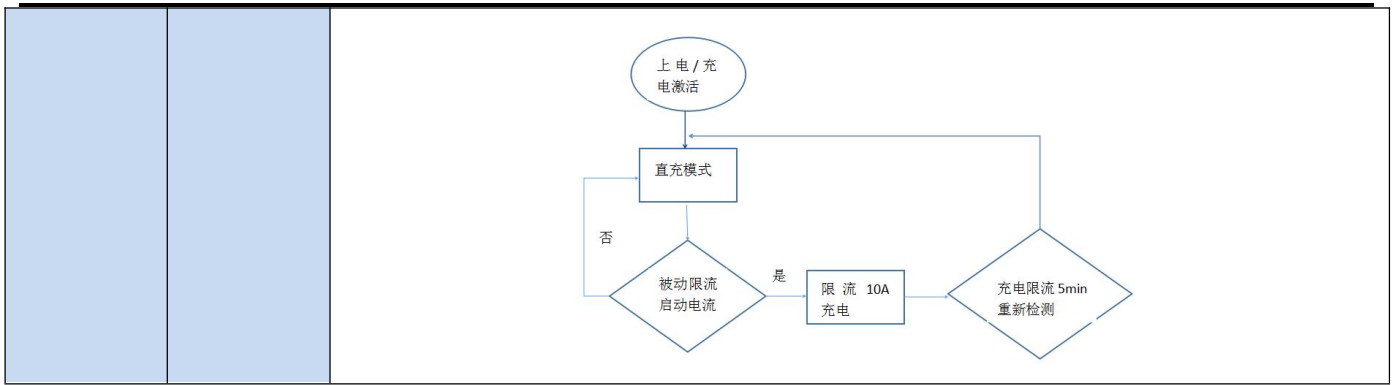 上 电 / 充
电激活
直充模式
否
被动限流
启动电流
是
限 流 10A
充电
充电限流 5min
重新检测